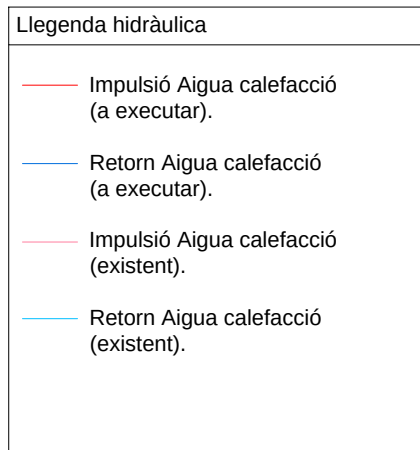 Llegenda hidràulica
Impulsió Aigua calefacció
(a executar).
Retorn Aigua calefacció
(a executar).
Impulsió Aigua calefacció
(existent).
Retorn Aigua calefacció
(existent).